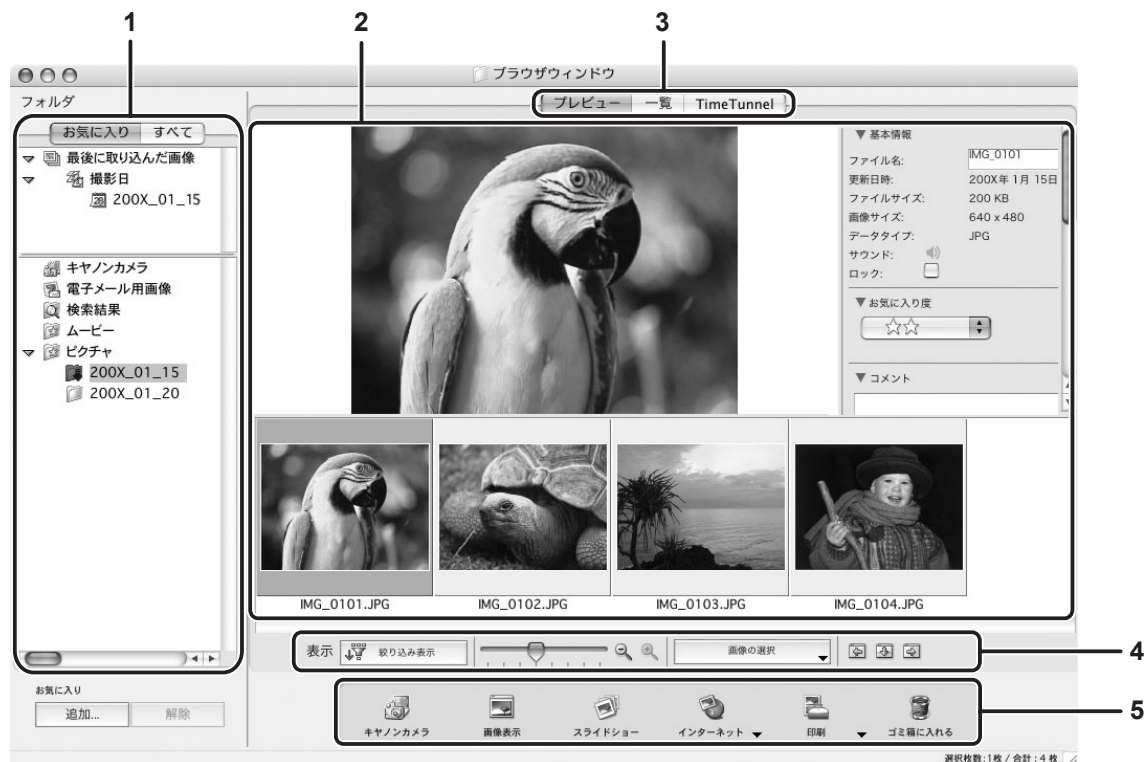 1
2
3
ブラウザウィンドウ
フォルダ
お気に入り すべて
最後に取り込んだ画像
撮影日
200X_01_15
キヤノンカメラ
電子メール用画像
検索結果
ムービー
ピクチャ
200X_01_15
200X_01_20
お気に入り
追加... 解除
プレビュー 一覧 TimeTunnel
基本情報
ファイル名: IMG_0101
更新日時: 200X年 1月 15日
ファイルサイズ: 200 KB
画像サイズ: 640 x 480
データタイプ: JPG
サウンド:
ロック:
お気に入り度
コメント
IMG_0101.JPG IMG_0102.JPG IMG_0103.JPG IMG_0104.JPG
表示 絞り込み表示 画像の選択
4
キヤノンカメラ 画像表示 スライドショー インターネット 印刷 ゴミ箱に入れる
5
選択枚数:1枚 / 合計:4 枚